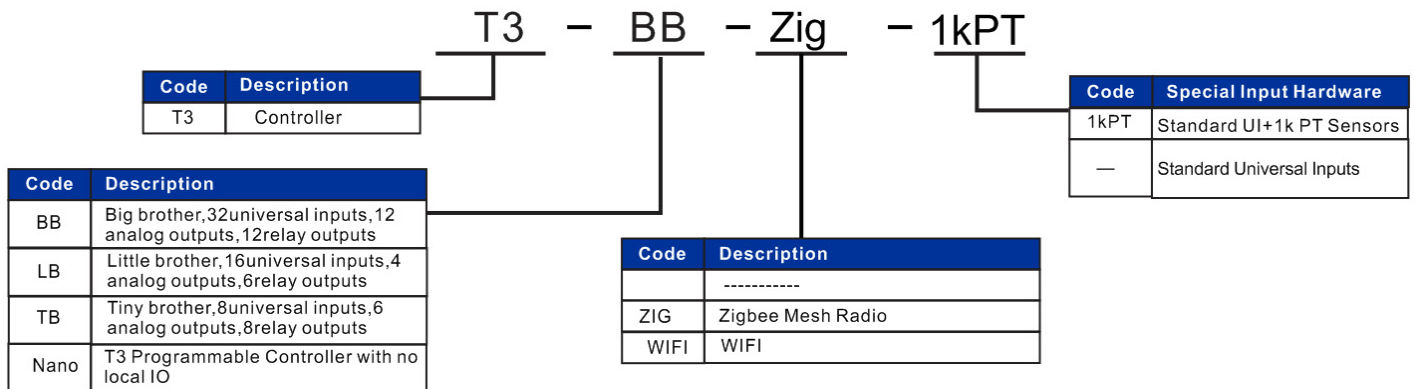 T3 – BB – Zig – 1kPT
Code Description
T3 Controller
Code Special Input Hardware
1kPT Standard UI+1k PT Sensors
— Standard Universal Inputs
Code Description
BB Big brother,32universal inputs,12
analog outputs,12relay outputs
LB Little brother,16universal inputs,4
analog outputs,6relay outputs
TB Tiny brother,8universal inputs,6
analog outputs,8relay outputs
Nano T3 Programmable Controller with no
local IO
Code Description
-----------
ZIG Zigbee Mesh Radio
WIFI WIFI